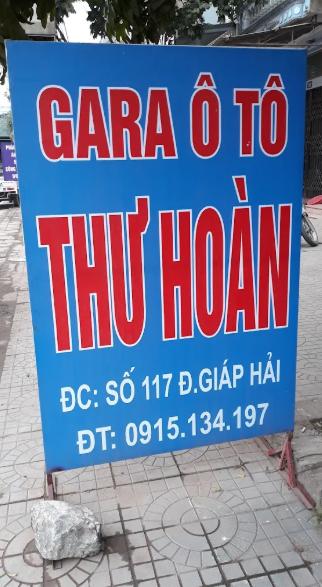 GARA Ô TÔ
THƯ HOÀN
ĐC: SỐ 117 Đ.GIÁP HẢI
ĐT: 0915.134.197